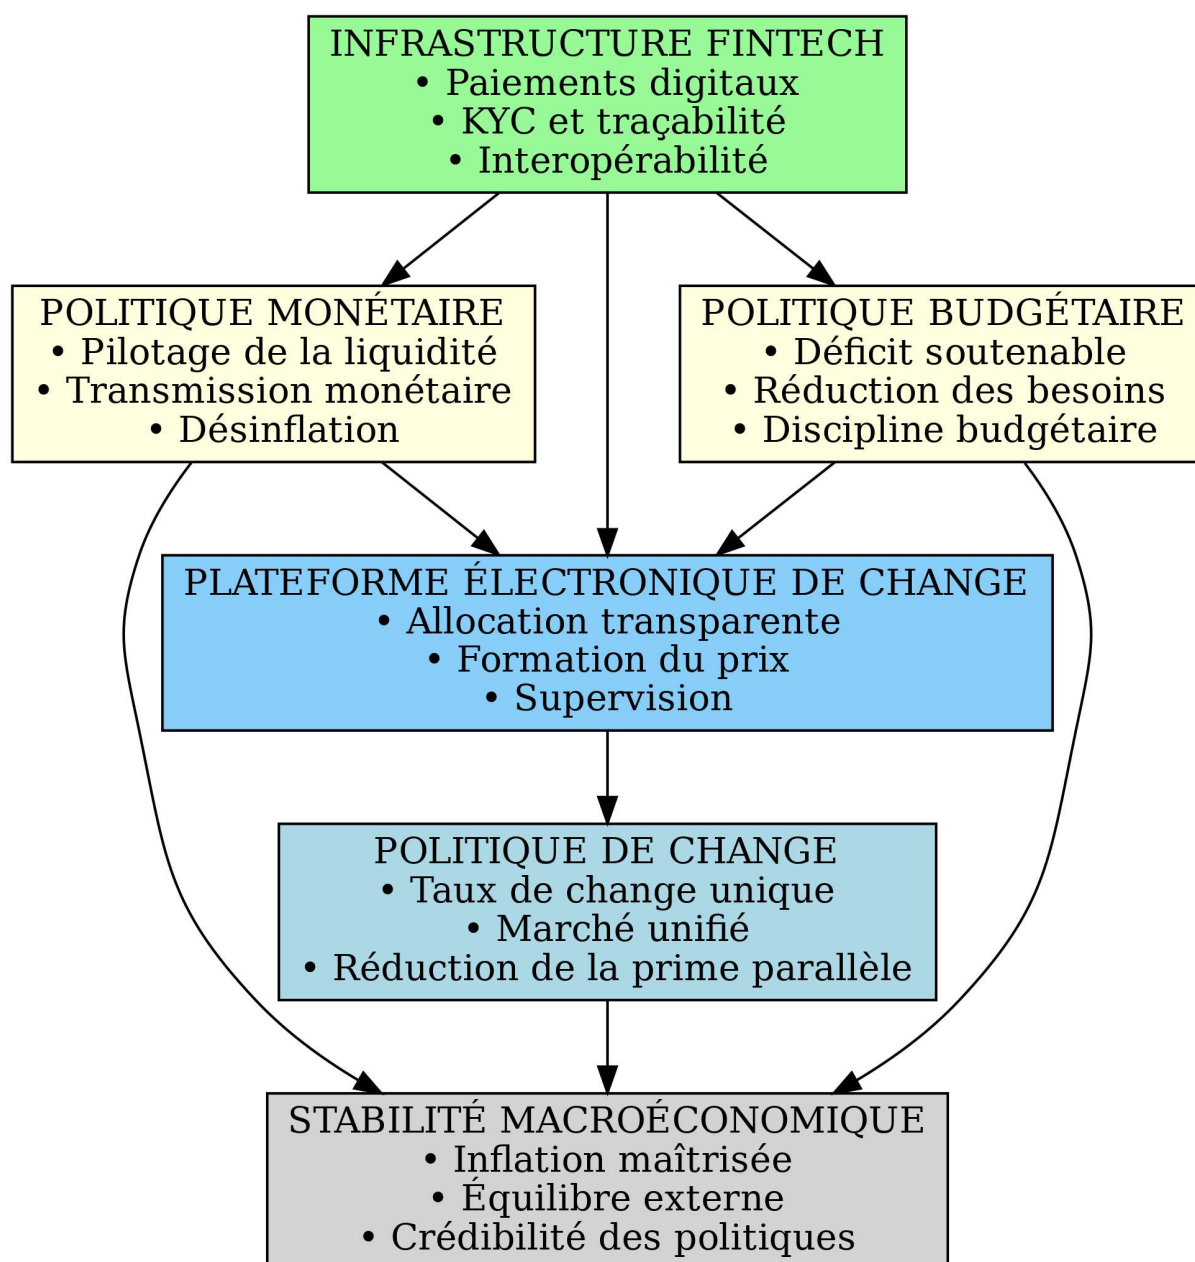 INFRASTRUCTURE FINTECH
• Paiements digitaux
• KYC et traçabilité
• Interopérabilité
POLITIQUE MONÉTAIRE
• Pilotage de la liquidité
• Transmission monétaire
• Désinflation
POLITIQUE BUDGÉTAIRE
• Déficit soutenable
• Réduction des besoins
• Discipline budgétaire
PLATEFORME ÉLECTRONIQUE DE CHANGE
• Allocation transparente
• Formation du prix
• Supervision
POLITIQUE DE CHANGE
• Taux de change unique
• Marché unifié
• Réduction de la prime parallèle
STABILITÉ MACROÉCONOMIQUE
• Inflation maîtrisée
• Équilibre externe
• Crédibilité des politiques